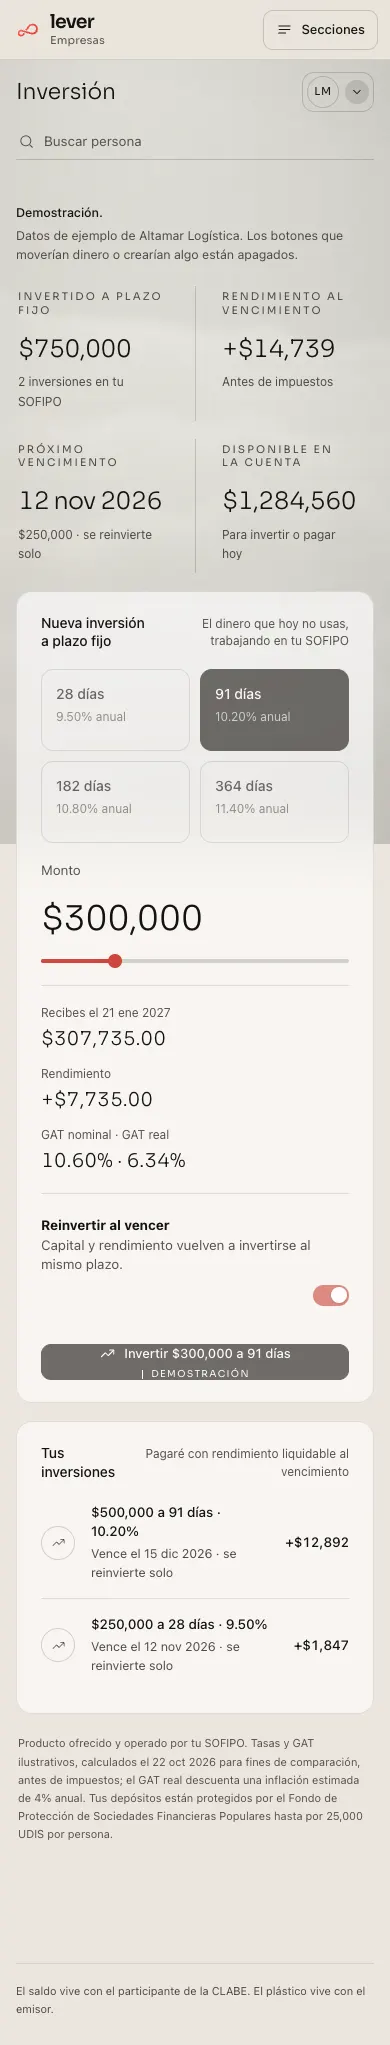 lever
Empresas
Secciones
Inversión
LM
Buscar persona
Demostración.
Datos de ejemplo de Altamar Logística. Los botones que
moverían dinero o crearían algo están apagados.
INVERTIDO A PLAZO
FIJO
$750,000
2 inversiones en tu
SOFIPO
RENDIMIENTO AL
VENCIMIENTO
+$14,739
Antes de impuestos
PRÓXIMO
VENCIMIENTO
12 nov 2026
$250,000 · se reinvierte
solo
DISPONIBLE EN
LA CUENTA
$1,284,560
Para invertir o pagar
hoy
Nueva inversión
a plazo fijo
El dinero que hoy no usas,
trabajando en tu SOFIPO
28 días
9.50% anual
91 días
10.20% anual
182 días
10.80% anual
364 días
11.40% anual
Monto
$300,000
Recibes el 21 ene 2027
$307,735.00
Rendimiento
+$7,735.00
GAT nominal · GAT real
10.60% · 6.34%
Reinvertir al vencer
Capital y rendimiento vuelven a invertirse al
mismo plazo.
Invertir $300,000 a 91 días
| DEMOSTRACIÓN
Tus
inversiones
Pagaré con rendimiento liquidable al
vencimiento
$500,000 a 91 días ·
10.20%
Vence el 15 dic 2026 · se
reinvierte solo
+$12,892
$250,000 a 28 días · 9.50%
Vence el 12 nov 2026 · se
reinvierte solo
+$1,847
Producto ofrecido y operado por tu SOFIPO. Tasas y GAT
ilustrativos, calculados el 22 oct 2026 para fines de comparación,
antes de impuestos; el GAT real descuenta una inflación estimada
de 4% anual. Tus depósitos están protegidos por el Fondo de
Protección de Sociedades Financieras Populares hasta por 25,000
UDIS por persona.
El saldo vive con el participante de la CLABE. El plástico vive con el
emisor.